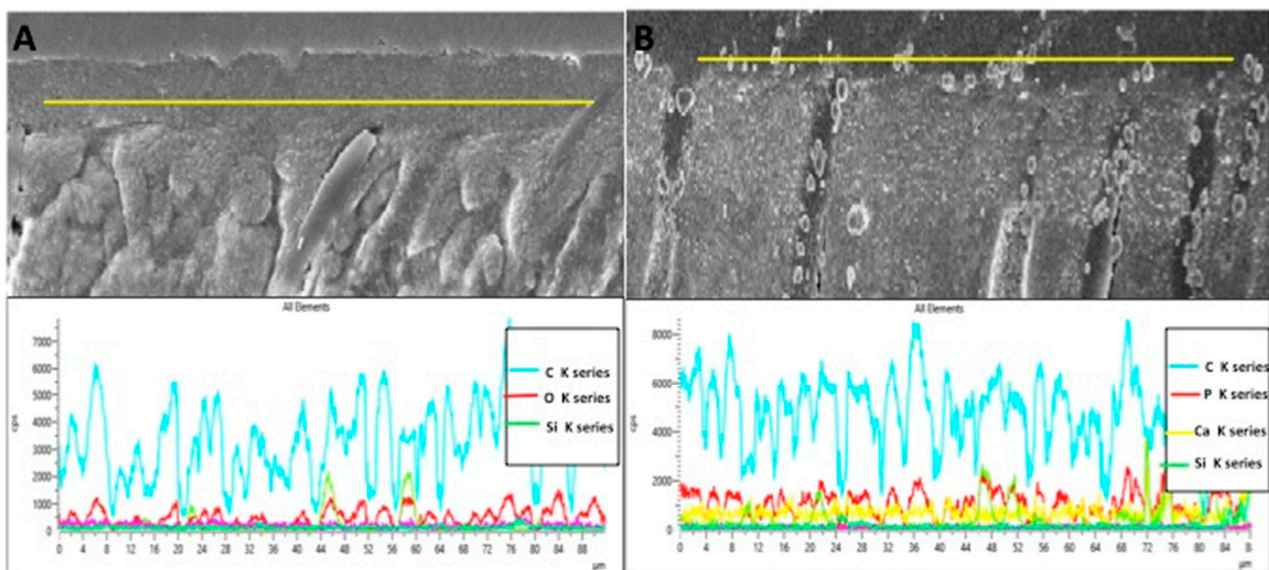 A
B
All Elements
7000
6000
5000
4000
3000
2000
1000
0
cps
0 4 8 12 16 20 24 28 32 36 40 44 48 52 56 60 64 68 72 76 80 84 88
µm
C K series
O K series
Si K series
All Elements
8000
6000
4000
2000
0
cps
0 4 8 12 16 20 24 28 32 36 40 44 48 52 56 60 64 68 72 76 80 84 8
µm
C K series
P K series
Ca K series
Si K series